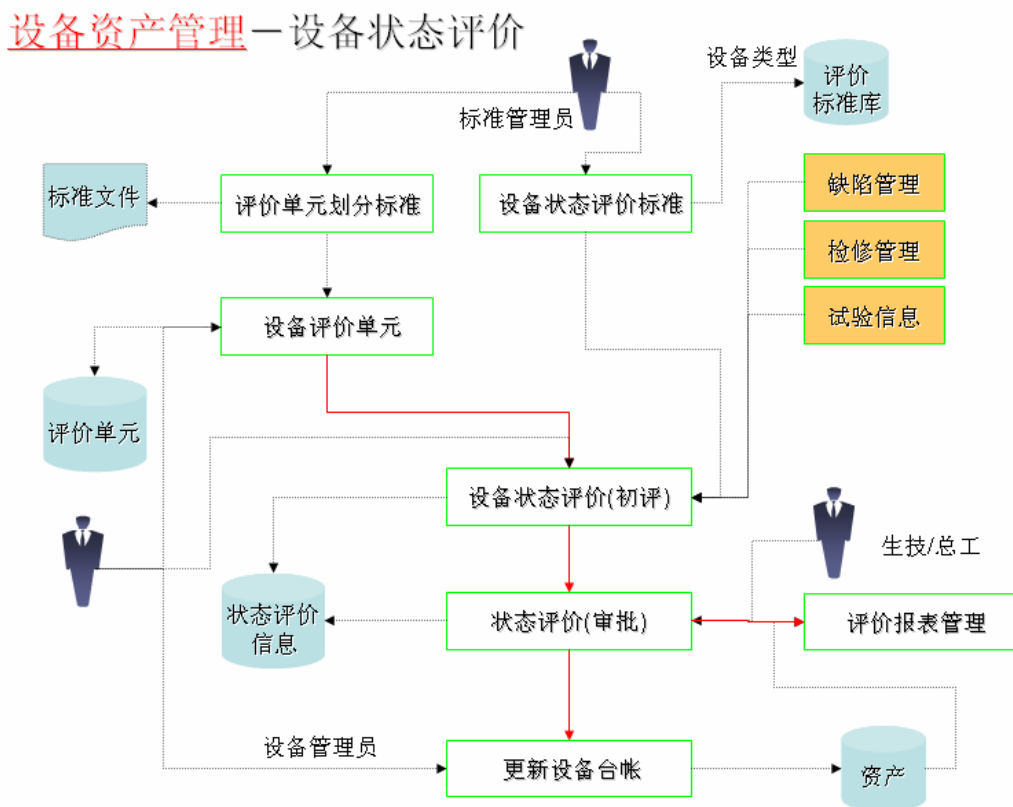 设备资产管理－设备状态评价
设备类型
评价
标准库
标准管理员
标准文件
评价单元划分标准
设备状态评价标准
缺陷管理
检修管理
试验信息
设备评价单元
评价单元
设备状态评价(初评)
生技/总工
状态评价
信息
状态评价(审批)
评价报表管理
设备管理员
更新设备台帐
资产